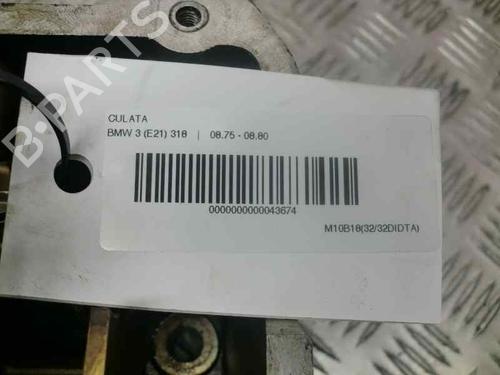 CULATA
BMW 3 (E21) 318 | 08.75 - 08.80
0000000000043674
M10B18(32/32DIDTA)
B-PARTS